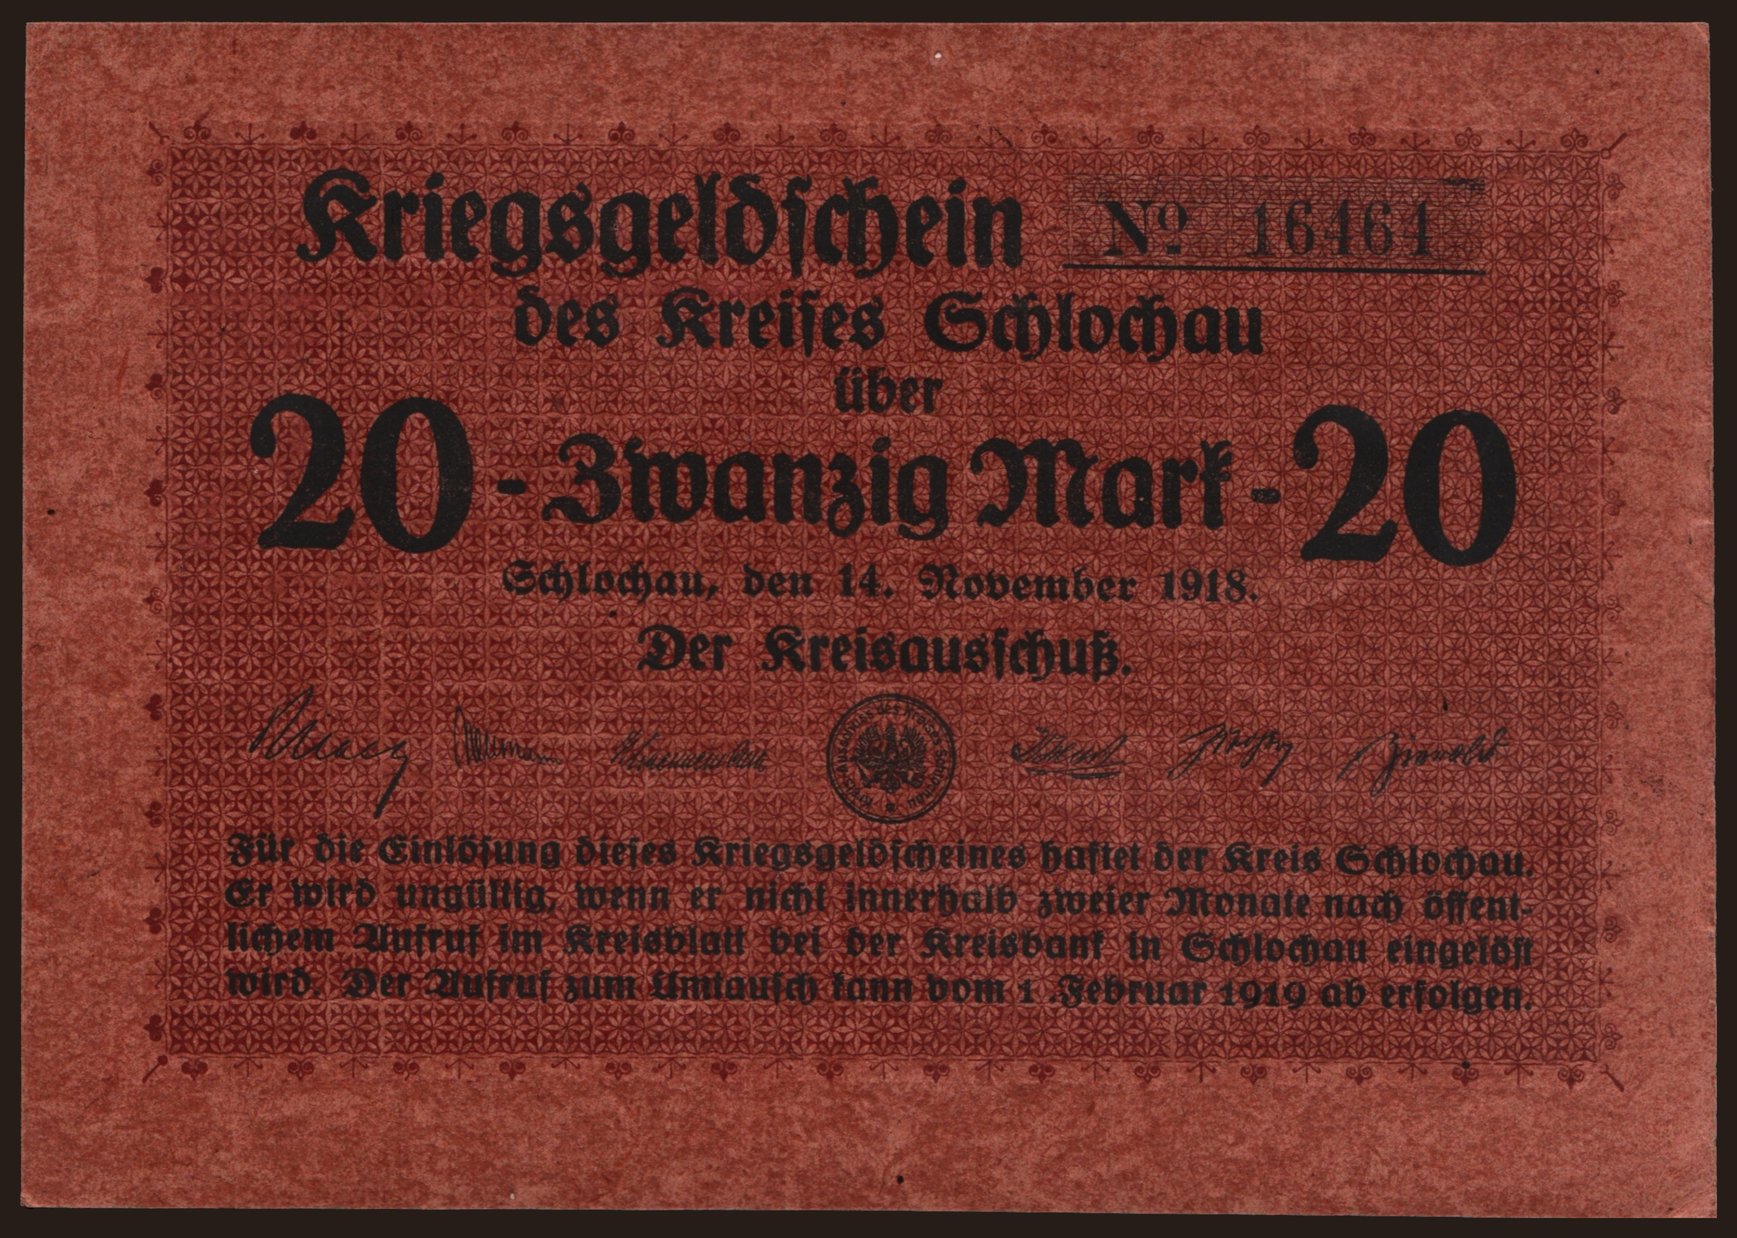 Kriegsgeldschein
No 16464
des Kreises Schlochau
über
20 - Zwanzig Mark - 20
Schlochau, den 14. November 1918.
Der Kreisausschuß.
Für die Einlösung dieses Kriegsgeldscheines haftet der Kreis Schlochau.
Er wird ungültig, wenn er nicht innerhalb zweier Monate nach öffent-
lichem Aufruf im Kreisblatt bei der Kreisbank in Schlochau eingelöst
wird. Der Aufruf zum Umtausch kann vom 1. Februar 1919 ab erfolgen.